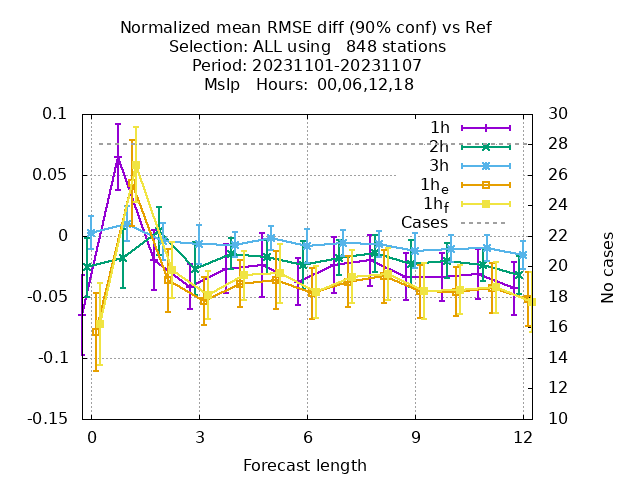 Normalized mean RMSE diff (90% conf) vs Ref
Selection: ALL using   848 stations
Period: 20231101-20231107
Mslp   Hours: 00,06,12,18
0.1
0.05
0
-0.05
-0.1
-0.15
30
28
26
24
22
20
18
16
14
12
10
1h
2h
3h
1he
1hf
Cases
No cases
0 3 6 9 12
Forecast length